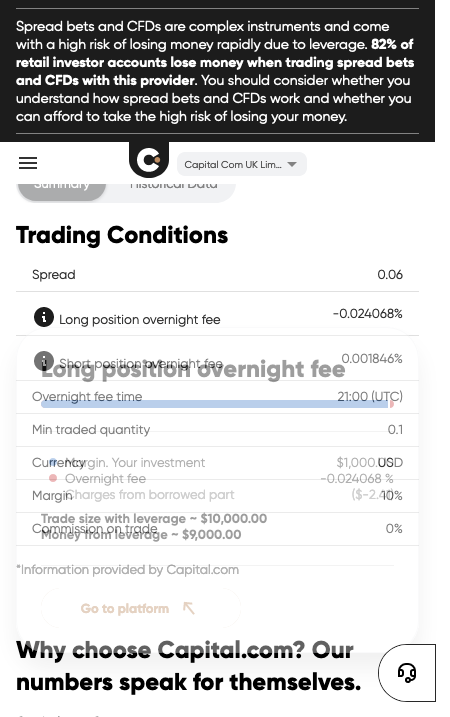 Spread bets and CFDs are complex instruments and come
with a high risk of losing money rapidly due to leverage. 82% of
retail investor accounts lose money when trading spread bets
and CFDs with this provider. You should consider whether you
understand how spread bets and CFDs work and whether you
can afford to take the high risk of losing your money.
Capital Com UK Lim...
Summary Historical Data
Trading Conditions
Spread 0.06
Long position overnight fee -0.024068%
Short position overnight fee 0.001846%
Long position overnight fee
Overnight fee time 21:00 (UTC)
Min traded quantity 0.1
Currency USD
Margin. Your investment $1,000.00
Overnight fee -0.024068 %
Margin 10%
Charges from borrowed part
Trade size with leverage ~ $10,000.00
Commission on trade 0%
Money from leverage ~ $9,000.00
*Information provided by Capital.com
Go to platform
Why choose Capital.com? Our
numbers speak for themselves.